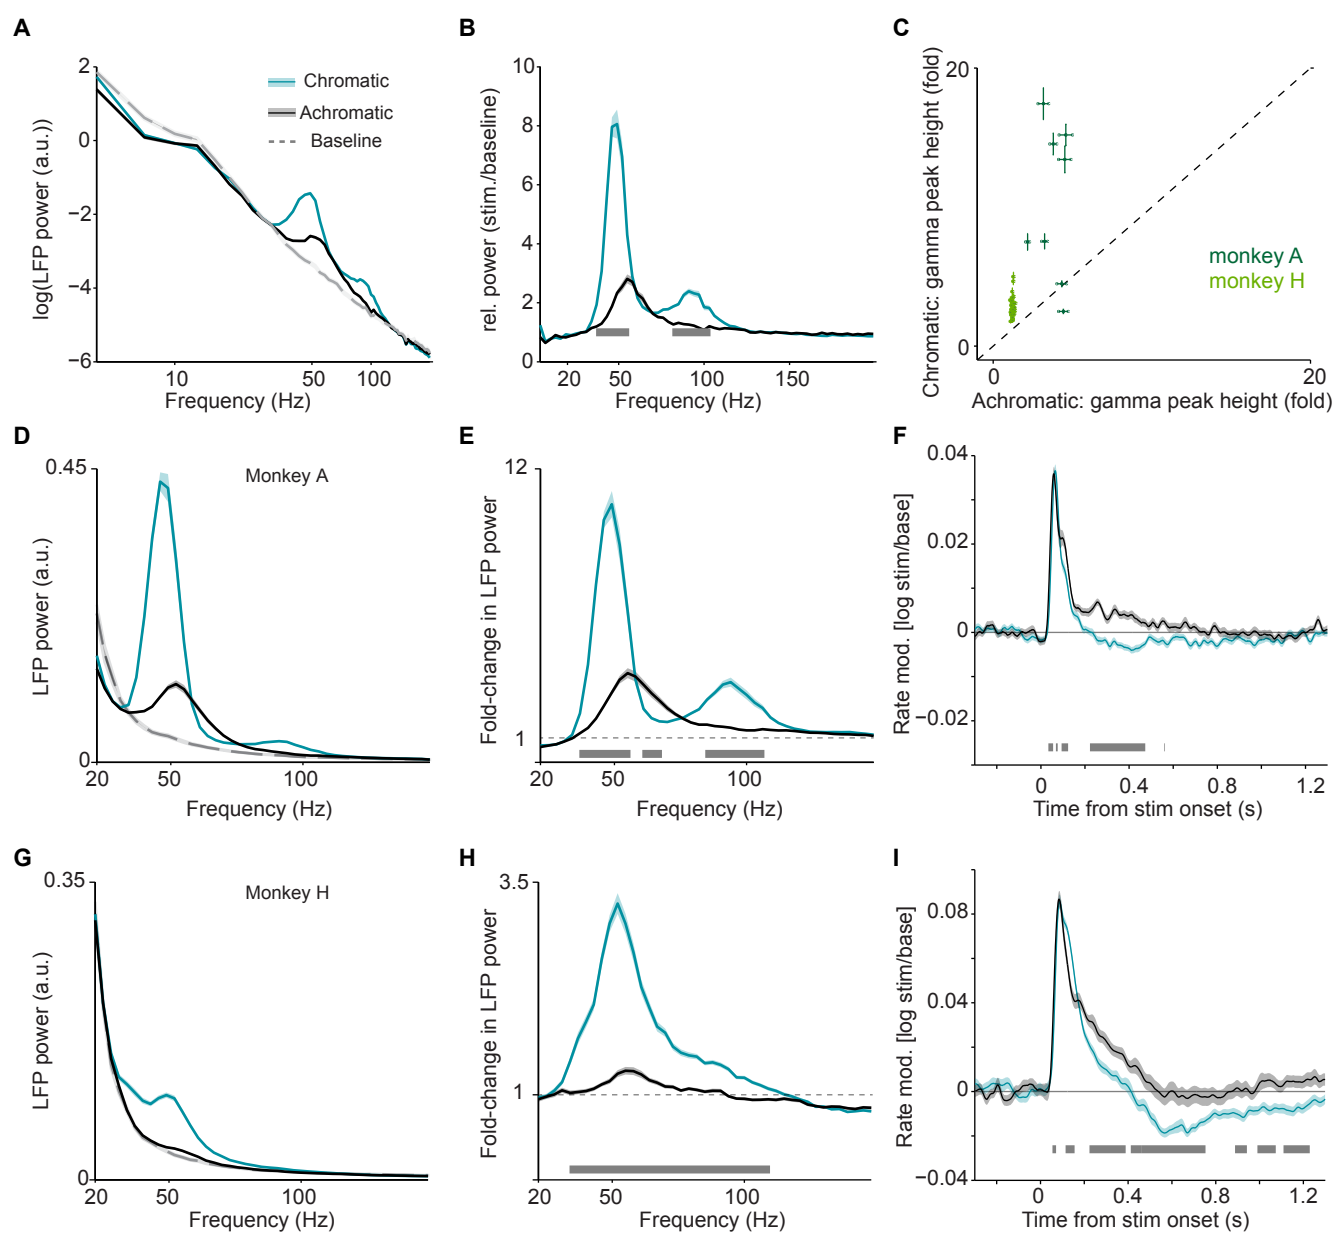 A
log(LFP power (a.u.))
2
0
−2
−4
−6
10
50
100
Frequency (Hz)
Chromatic
Achromatic
Baseline
B
rel. power (stim./baseline)
10
8
6
4
2
0
20
50
100
150
Frequency (Hz)
C
Chromatic: gamma peak height (fold)
20
0
0
20
Achromatic: gamma peak height (fold)
monkey A
monkey H
D
LFP power (a.u.)
0.45
0
20
50
100
Frequency (Hz)
Monkey A
E
Fold-change in LFP power
12
1
20
50
100
Frequency (Hz)
F
Rate mod. [log stim/base]
0.04
0.02
0
−0.02
0
0.4
0.8
1.2
Time from stim onset (s)
G
LFP power (a.u.)
0.35
0
20
50
100
Frequency (Hz)
Monkey H
H
Fold-change in LFP power
3.5
1
20
50
100
Frequency (Hz)
I
Rate mod. [log stim/base]
0.08
0.04
0
−0.04
0
0.4
0.8
1.2
Time from stim onset (s)